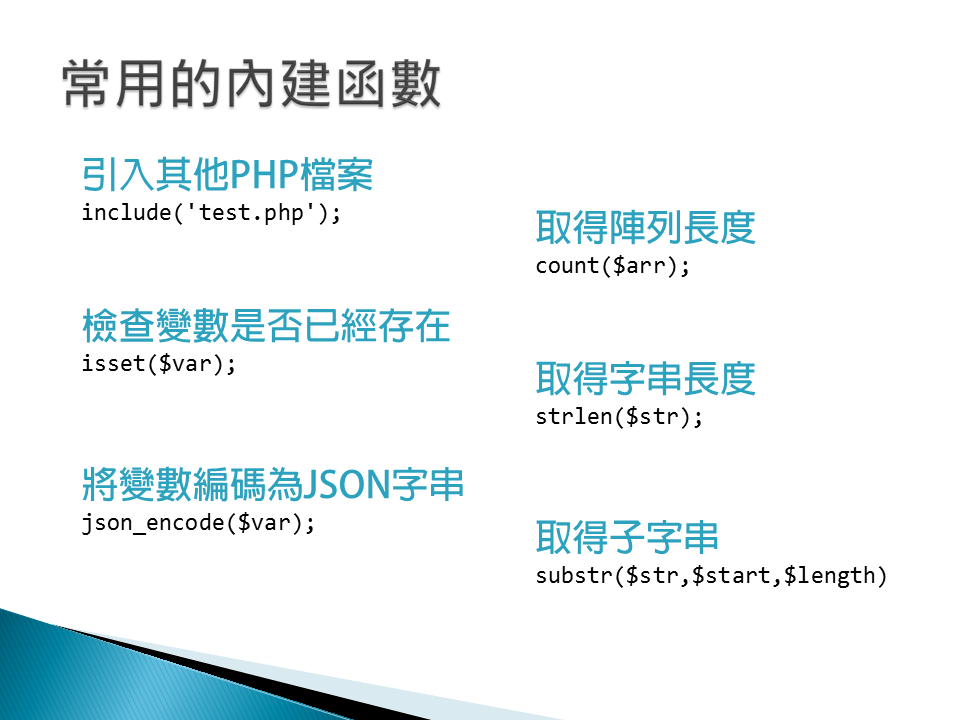 常用的內建函數
引入其他PHP檔案
include('test.php');
檢查變數是否已經存在
isset($var);
將變數編碼為JSON字串
json_encode($var);
取得陣列長度
count($arr);
取得字串長度
strlen($str);
取得子字串
substr($str,$start,$length)